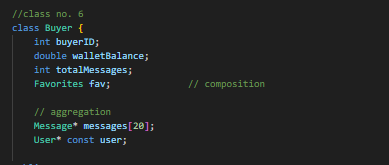 //class no. 6
class Buyer {
int buyerID;
double walletBalance;
int totalMessages;
Favorites fav; // composition
// aggregation
Message* messages[20];
User* const user;